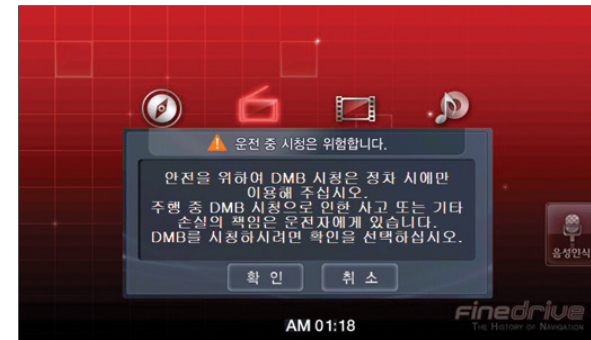 운전 중 시청은 위험합니다.
안전을 위하여 DMB 시청은 정차 시에만
이용해 주십시오.
주행 중 DMB 시청으로 인한 사고 또는 기타
손실의 책임은 운전자에게 있습니다.
DMB를 시청하시려면 확인을 선택하십시오.
확 인 취 소
음성인식
AM 01:18
Finedrive
THE HISTORY OF NAVIGATION